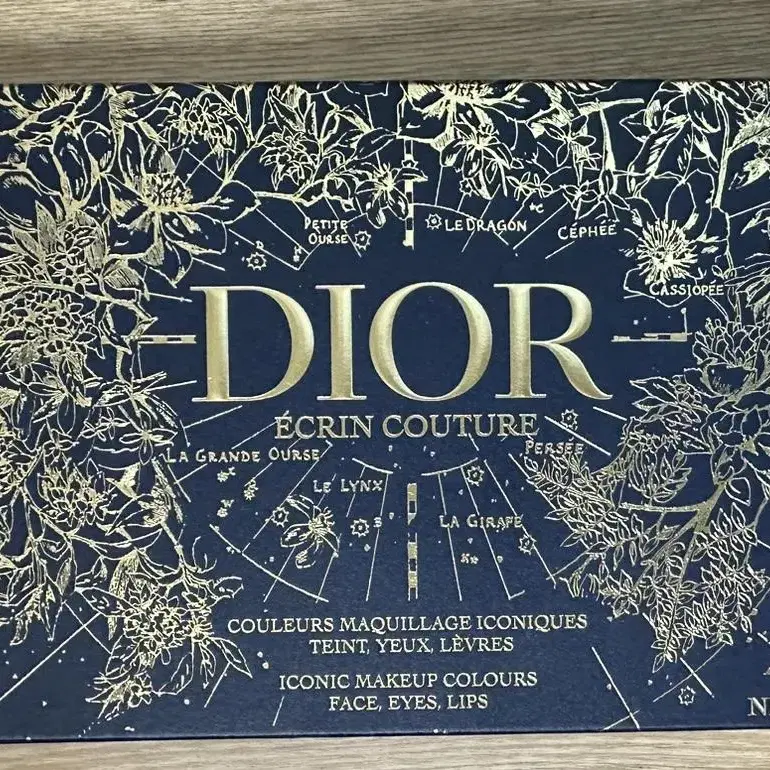 PETITE
OURSE
LE DRAGON
CÉPHÉE
CASSIOPÉE
DIOR
ÉCRIN COUTURE
LA GRANDE OURSE
PERSÉE
LE LYNX
LA GIRAFE
COULEURS MAQUILLAGE ICONIQUES
TEINT, YEUX, LÈVRES
ICONIC MAKEUP COLOURS
FACE, EYES, LIPS